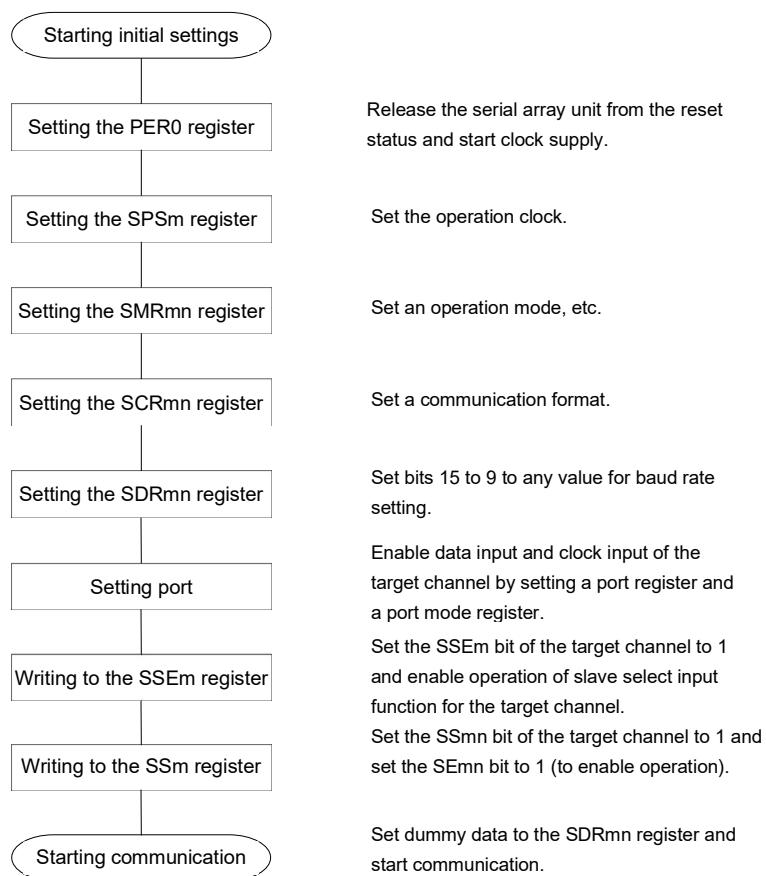 Starting initial settings
Setting the PER0 register
Release the serial array unit from the reset
status and start clock supply.
Setting the SPSm register
Set the operation clock.
Setting the SMRmn register
Set an operation mode, etc.
Setting the SCRmn register
Set a communication format.
Setting the SDRmn register
Set bits 15 to 9 to any value for baud rate
setting.
Setting port
Enable data input and clock input of the
target channel by setting a port register and
a port mode register.
Writing to the SSEm register
Set the SSEm bit of the target channel to 1
and enable operation of slave select input
function for the target channel.
Writing to the SSm register
Set the SSmn bit of the target channel to 1 and
set the SEmn bit to 1 (to enable operation).
Starting communication
Set dummy data to the SDRmn register and
start communication.